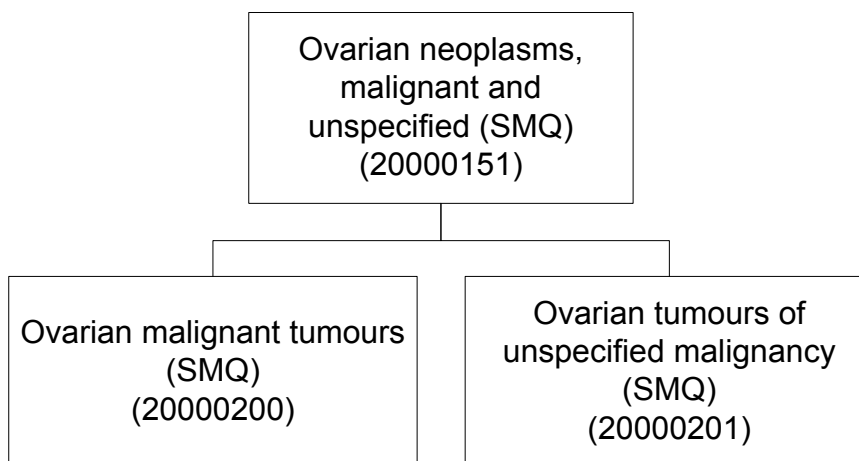 Ovarian neoplasms,
malignant and
unspecified (SMQ)
(20000151)
Ovarian malignant tumours
(SMQ)
(20000200)
Ovarian tumours of
unspecified malignancy
(SMQ)
(20000201)